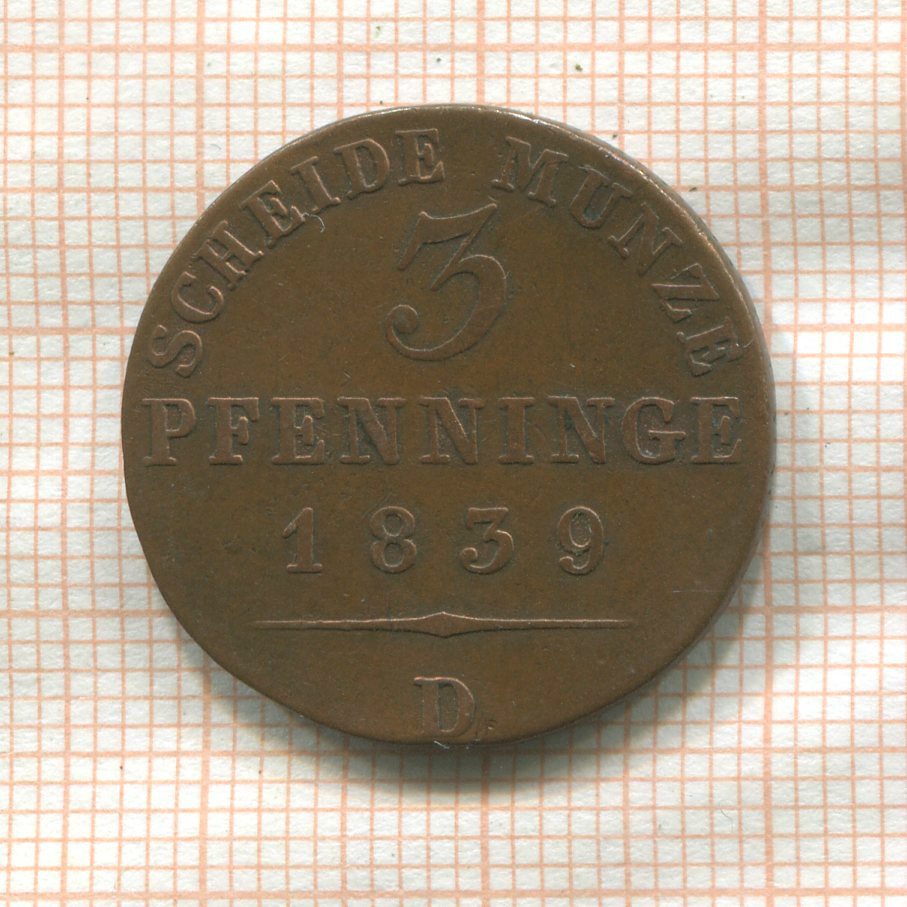 SCHEIDE MUNZE
3
PFENNINGE
1839
D